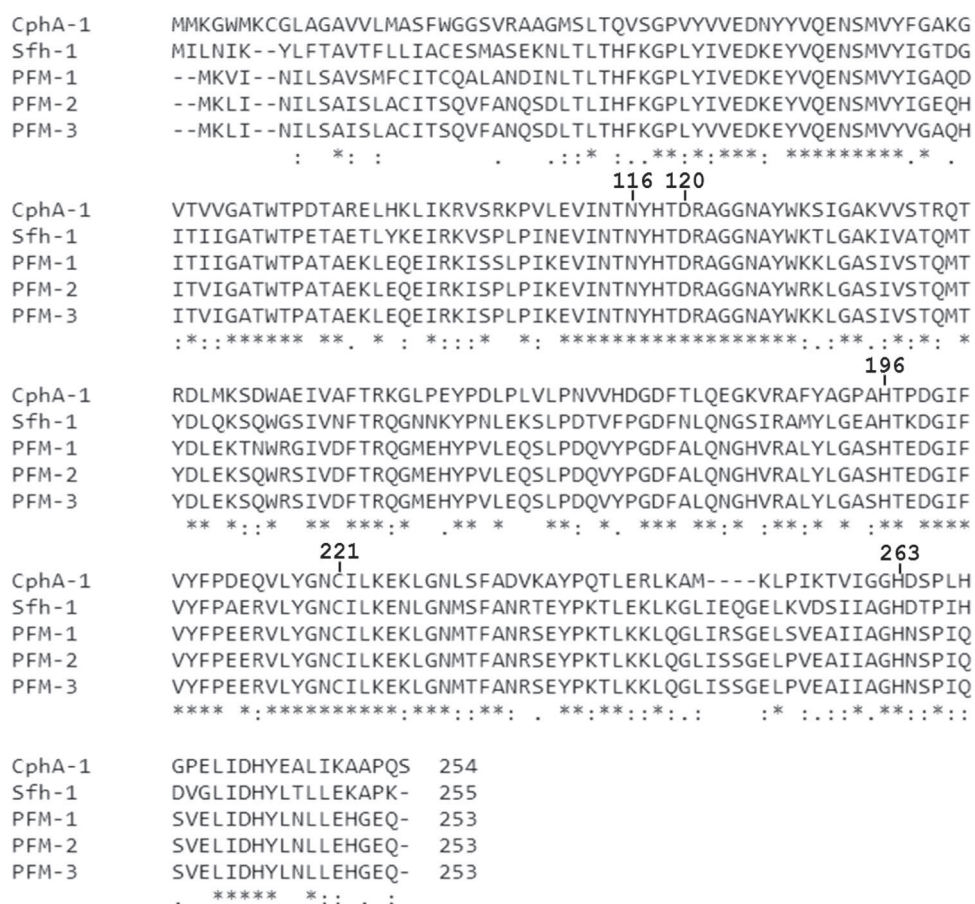 CphA-1 MMKGWMKCGLAGAVVLMASFWGGSVRAAGMSLTQVSGPVYVVEDNYYVQENSMVYFGAKG
Sfh-1 MILNIK--YLFTAVTFLLIACESMASEKNLTLTHFKGPLYIVEDKEYVQENSMVYIGTDG
PFM-1 --MKVI--NILSAVSMFCITCQALANDINLTLTHFKGPLYIVEDKEYVQENSMVYIGAQD
PFM-2 --MKLI--NILSAISLACITSQVFANQSDLTLIHFKGPLYIVEDKEYVQENSMVYIGEQH
PFM-3 --MKLI--NILSAISLACITSQVFANQSDLTLTHFKGPLYVVEDKEYVQENSMVYVGAQH
: *: : . .::* :..**:*:***: *********.* .
116 120
CphA-1 VTVVGATWTPDTARELHKLIKRVSRKPVLEVINTNYHTDRAGGNAYWKSIGAKVVSTRQT
Sfh-1 ITIIGATWTPETAETLYKEIRKVSPLPINEVINTNYHTDRAGGNAYWKTLGAKIVATQMT
PFM-1 ITIIGATWTPATAEKLEQEIRKISSLPIKEVINTNYHTDRAGGNAYWKKLGASIVSTQMT
PFM-2 ITVIGATWTPATAEKLEQEIRKISPLPIKEVINTNYHTDRAGGNAYWRKLGASIVSTQMT
PFM-3 ITVIGATWTPATAEKLEQEIRKISPLPIKEVINTNYHTDRAGGNAYWKKLGASIVSTQMT
:*::****** **. * : *:::* *: ******************:.:**.:*:*: *
196
CphA-1 RDLMKSDWAEIVAFTRKGLPEYPDLPLVLPNVVHDGDFTLQEGKVRAFYAGPAHTPDGIF
Sfh-1 YDLQKSQWGSIVNFTRQGNNKYPNLEKSLPDTVFPGDFNLQNGSIRAMYLGEAHTKDGIF
PFM-1 YDLEKTNWRGIVDFTRQGMEHYPVLEQSLPDQVYPGDFALQNGHVRALYLGASHTEDGIF
PFM-2 YDLEKSQWRSIVDFTRQGMEHYPVLEQSLPDQVYPGDFALQNGHVRALYLGASHTEDGIF
PFM-3 YDLEKSQWRSIVDFTRQGMEHYPVLEQSLPDQVYPGDFALQNGHVRALYLGASHTEDGIF
** *::* ** ***:* .** * **: *. *** **:* :**:* * :** ****
221 263
CphA-1 VYFPDEQVLYGNCILKEKLGNLSFADVKAYPQTLERLKAM----KLPIKTVIGGHDSPLH
Sfh-1 VYFPAERVLYGNCILKENLGNMSFANRTEYPKTLEKLKGLIEQGELKVDSIIAGHDTPIH
PFM-1 VYFPEERVLYGNCILKEKLGNMTFANRSEYPKTLKKLQGLIRSGELSVEAIIAGHNSPIQ
PFM-2 VYFPEERVLYGNCILKEKLGNMTFANRSEYPKTLKKLQGLISSGELPVEAIIAGHNSPIQ
PFM-3 VYFPEERVLYGNCILKEKLGNMTFANRSEYPKTLKKLQGLISSGELPVEAIIAGHNSPIQ
**** *:**********:***::**: . **:**::*:.: :* :.::*.**::*::
CphA-1 GPELIDHYEALIKAAPQS 254
Sfh-1 DVGLIDHYLTLLEKAPK- 255
PFM-1 SVELIDHYLNLLEHGEQ- 253
PFM-2 SVELIDHYLNLLEHGEQ- 253
PFM-3 SVELIDHYLNLLEHGEQ- 253
. ***** *:: . :